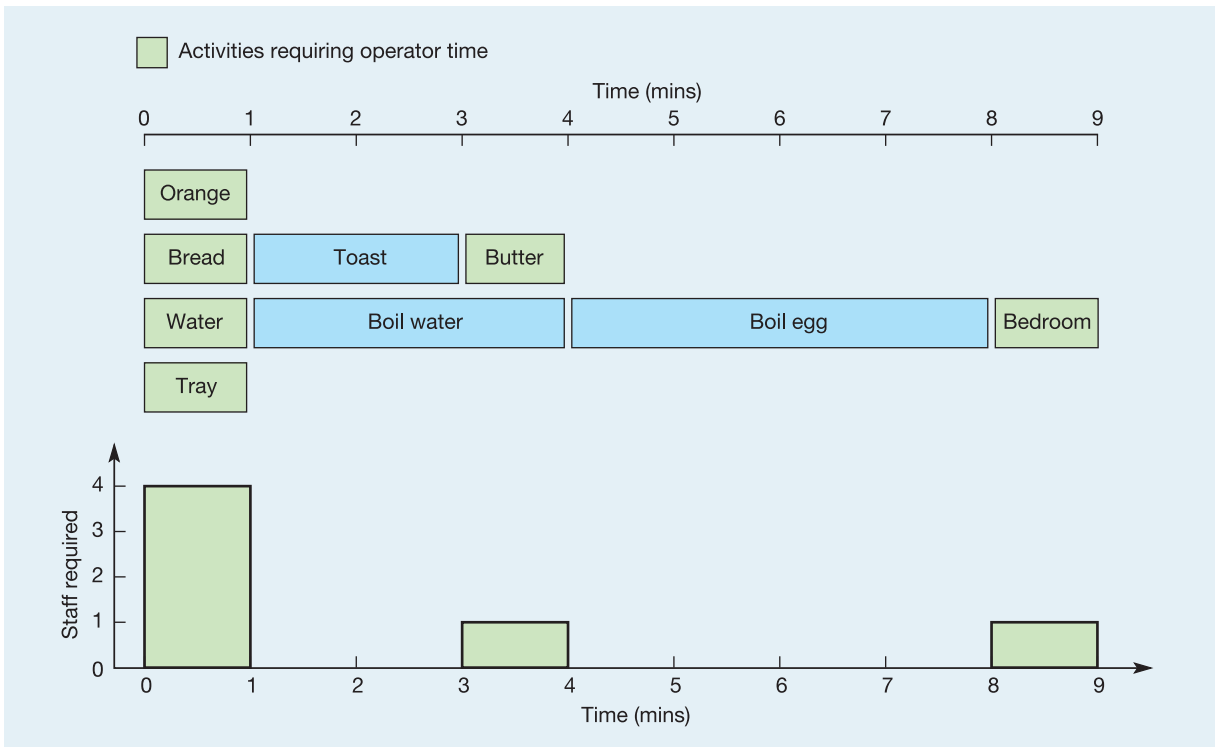 Activities requiring operator time
Time (mins)
0 1 2 3 4 5 6 7 8 9
Orange
Bread Toast Butter
Water Boil water Boil egg Bedroom
Tray
Staff required
4
3
2
1
0
0 1 2 3 4 5 6 7 8 9
Time (mins)